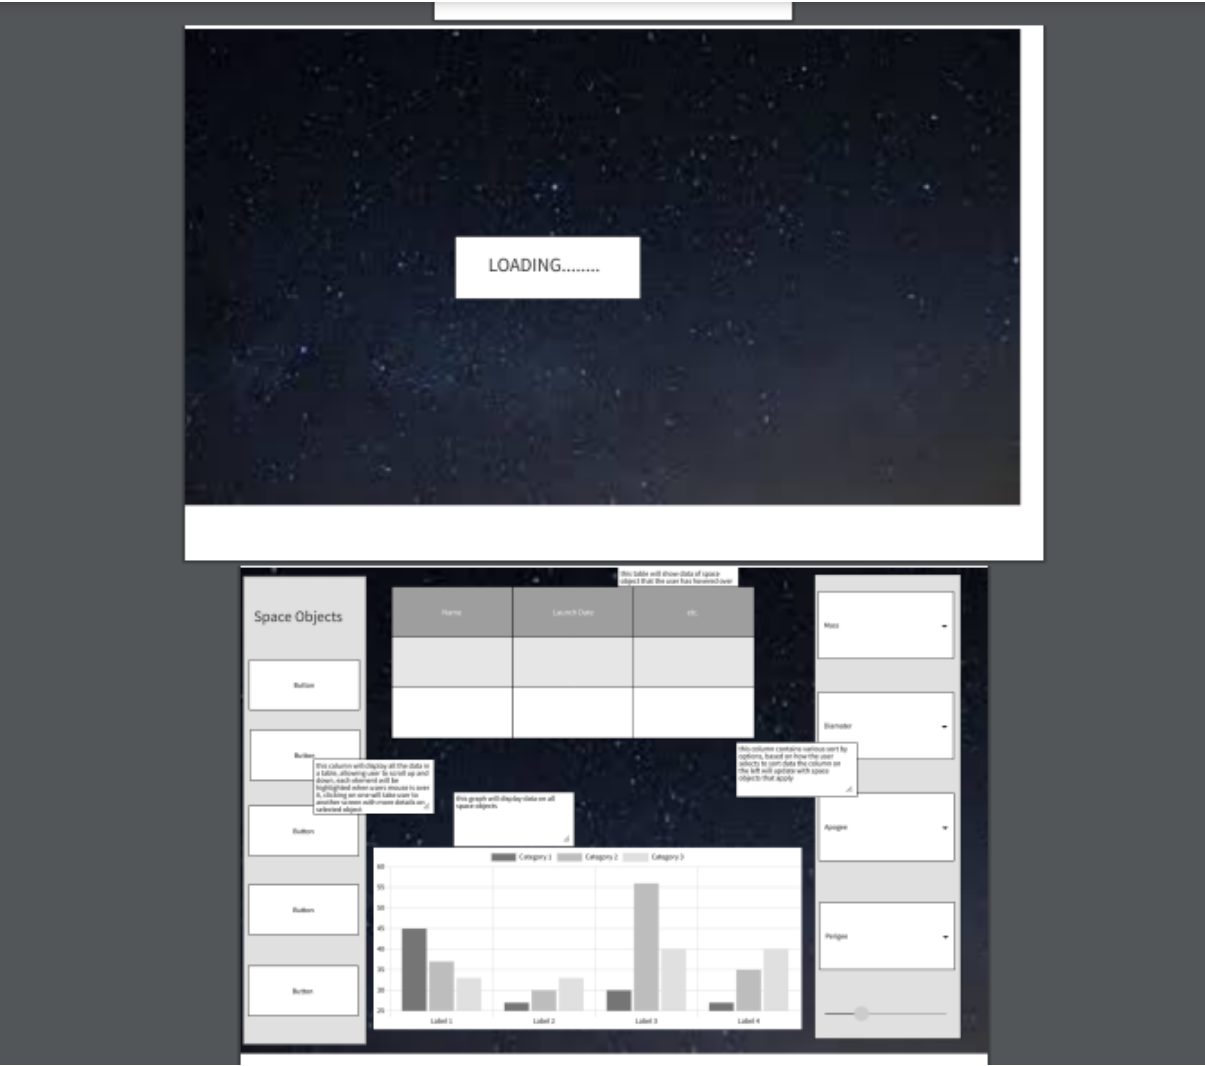 LOADING........
this table will show data of space
object that the user has hovered over
Space Objects
Name
Launch Date
etc.
Mass
Button
Diameter
Button
this column contains various sort by
options, based on how the user
selects to sort data the column on
the left will update with space
objects that apply
this column will display all the data in
a table, allowing user to scroll up and
down, each element will be
highlighted when users mouse is over
it, clicking on one will take user to
another screen with more details on
selected object
this graph will display data on all
space objects
Button
Apogee
Category 1
Category 2
Category 3
60
55
50
45
40
35
30
25
Label 1
Label 2
Label 3
Label 4
Button
Perigee
Button